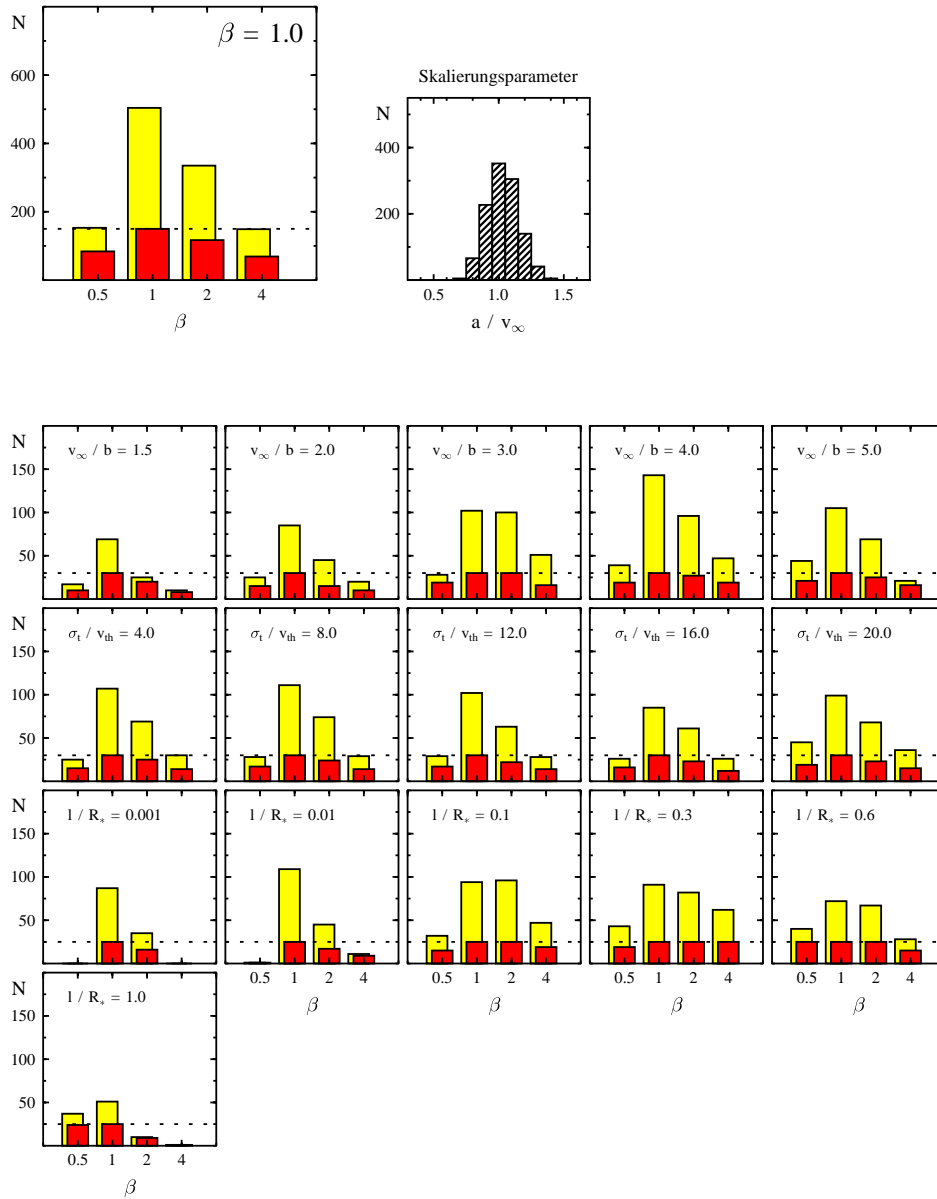 N
β = 1.0
600
400
200
0.5 1 2 4
β
Skalierungsparameter
N
400
200
0.5 1.0 1.5
a / v∞
N
150
100
50
v∞ / b = 1.5
v∞ / b = 2.0
v∞ / b = 3.0
v∞ / b = 4.0
v∞ / b = 5.0
N
150
100
50
σt / vth = 4.0
σt / vth = 8.0
σt / vth = 12.0
σt / vth = 16.0
σt / vth = 20.0
N
150
100
50
l / R* = 0.001
l / R* = 0.01
l / R* = 0.1
l / R* = 0.3
l / R* = 0.6
0.5 1 2 4
β
0.5 1 2 4
β
0.5 1 2 4
β
0.5 1 2 4
β
N
150
100
50
l / R* = 1.0
0.5 1 2 4
β